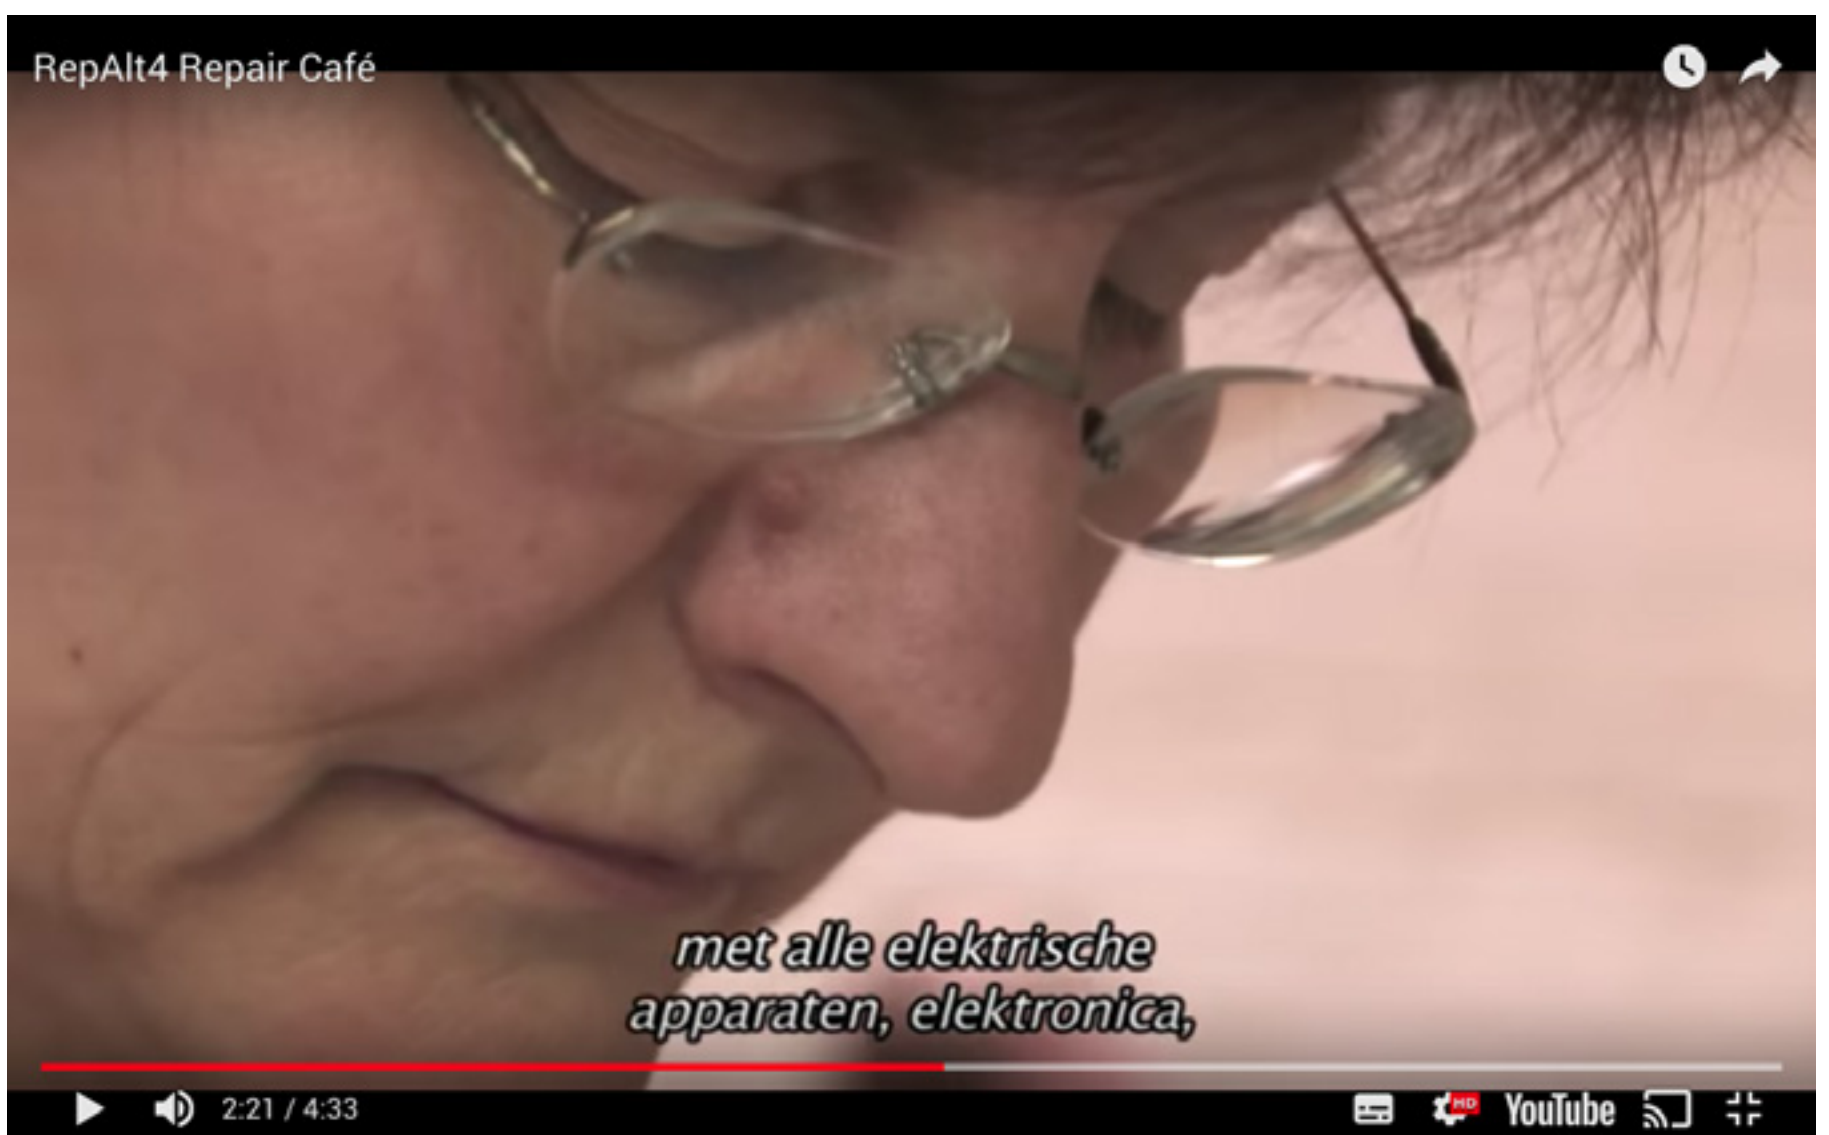 RepAlt4 Repair Café
met alle elektrische
apparaten, elektronica,
2:21 / 4:33
HD
YouTube